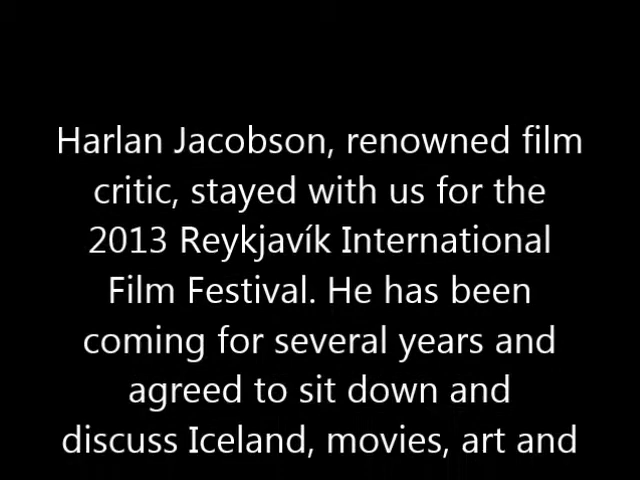 Harlan Jacobson, renowned film
critic, stayed with us for the
2013 Reykjavík International
Film Festival. He has been
coming for several years and
agreed to sit down and
discuss Iceland, movies, art and